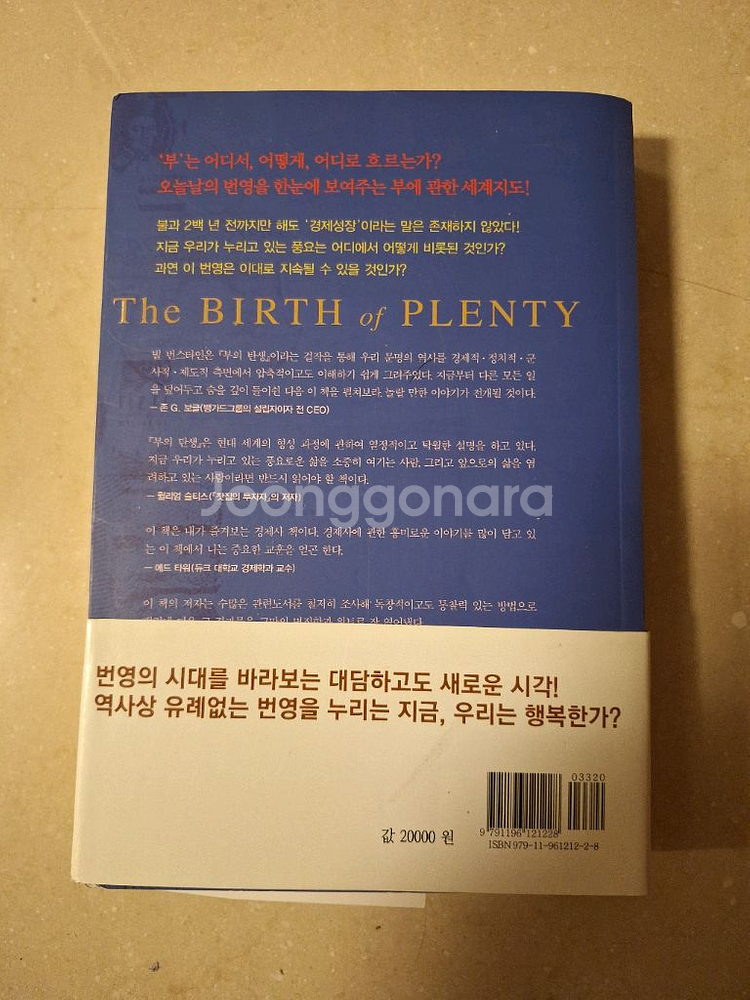 '부'는 어디서, 어떻게, 어디로 흐르는가?
오늘날의 번영을 한눈에 보여주는 부에 관한 세계지도!
불과 2백 년 전까지만 해도 '경제성장'이라는 말은 존재하지 않았다!
지금 우리가 누리고 있는 풍요는 어디에서 어떻게 비롯된 것인가?
과연 이 번영은 이대로 지속될 수 있을 것인가?
The BIRTH of PLENTY
빌 번스타인은 『부의 탄생』이라는 걸작을 통해 우리 문명의 역사를 경제적·정치적·군
사적·제도적 측면에서 압축적이고도 이해하기 쉽게 그려주었다. 지금부터 다른 모든 일
을 덮어두고 숨을 깊이 들이쉰 다음 이 책을 펼쳐보라. 놀랄 만한 이야기가 전개될 것이다.
– 존 G. 보글(뱅가드그룹의 설립자이자 전 CEO)
『부의 탄생』은 현대 세계의 형성 과정에 관하여 열정적이고 탁월한 설명을 하고 있다.
지금 우리가 누리고 있는 풍요로운 삶을 소중히 여기는 사람, 그리고 앞으로의 삶을 염
려하고 있는 사람이라면 반드시 읽어야 할 책이다.
– 윌리엄 슐티스(『찻집의 투자자』의 저자)
Joonggonara
이 책은 내가 즐겨보는 경제서 책이다. 경제사에 관한 흥미로운 이야기를 많이 담고 있
는 이 책에서 나는 중요한 교훈을 얻곤 한다.
– 에드 타워(듀크 대학교 경제학과 교수)
이 책의 저자는 수많은 관련도서를 철저히 조사해 독창적이고도 통찰력 있는 방법으로
번영의 시대를 바라보는 대담하고도 새로운 시각!
역사상 유례없는 번영을 누리는 지금, 우리는 행복한가?
03320
값 20000 원
9 791196 121228
ISBN 979-11-961212-2-8